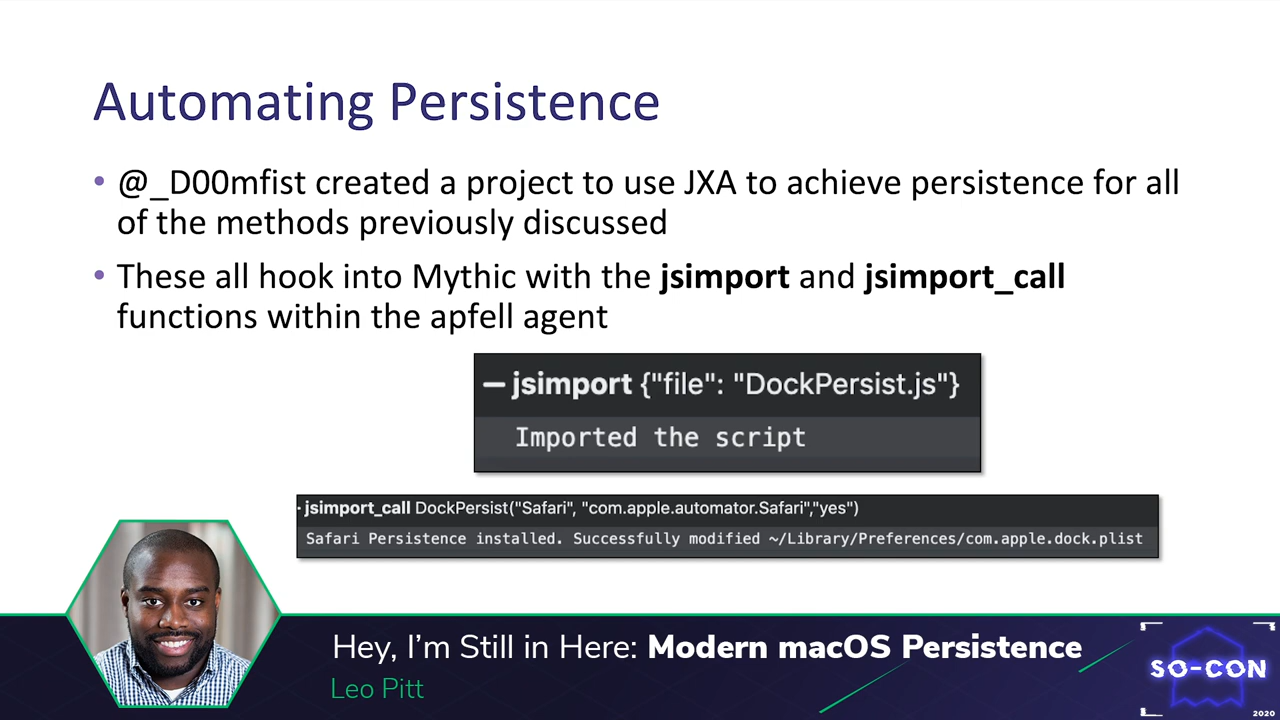 Automating Persistence
• @_D00mfist created a project to use JXA to achieve persistence for all
of the methods previously discussed
• These all hook into Mythic with the jsimport and jsimport_call
functions within the apfell agent
– jsimport {"file": "DockPersist.js"}
Imported the script
- jsimport_call DockPersist("Safari", "com.apple.automator.Safari","yes")
Safari Persistence installed. Successfully modified ~/Library/Preferences/com.apple.dock.plist
Hey, I’m Still in Here: Modern macOS Persistence
Leo Pitt
SO-CON
2020